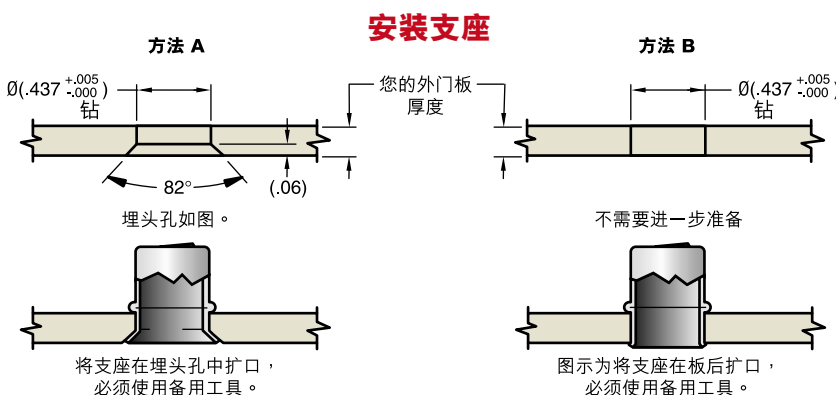 安装支座
方法 A
Ø(.437 +.005 -.000)
钻
82°
(.06)
埋头孔如图。
将支座在埋头孔中扩口，
必须使用备用工具。
您的外门板
厚度
方法 B
Ø(.437 +.005 -.000)
钻
不需要进一步准备
图示为将支座在板后扩口，
必须使用备用工具。